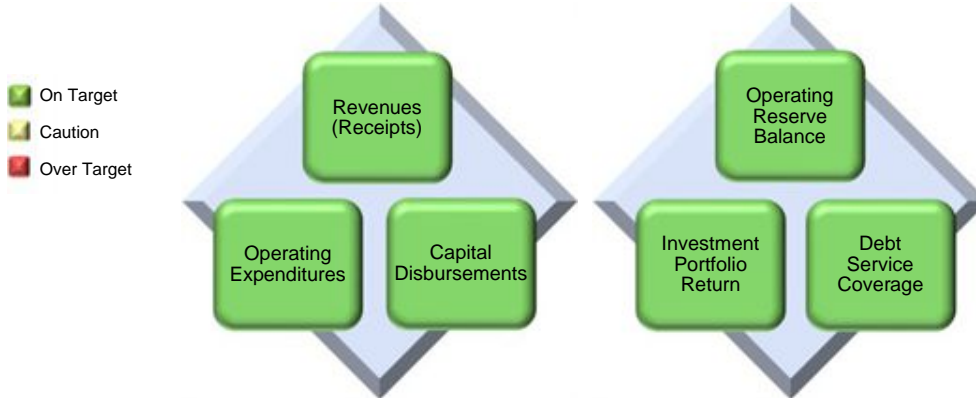 On Target
Caution
Over Target
Revenues
(Receipts)
Operating
Expenditures
Capital
Disbursements
Operating
Reserve
Balance
Investment
Portfolio
Return
Debt
Service
Coverage